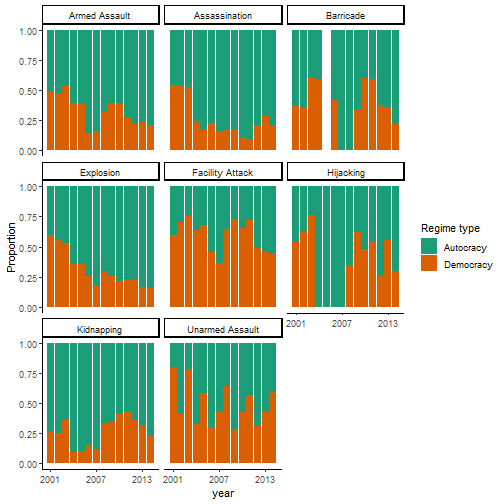 Armed Assault Assassination Barricade
1.00
0.75
0.50
0.25
0.00
Explosion Facility Attack Hijacking
1.00
0.75
0.50
0.25
0.00
2001 2007 2013
Kidnapping Unarmed Assault
1.00
0.75
0.50
0.25
0.00
2001 2007 2013 2001 2007 2013
year
Proportion
Regime type
Autocracy
Democracy